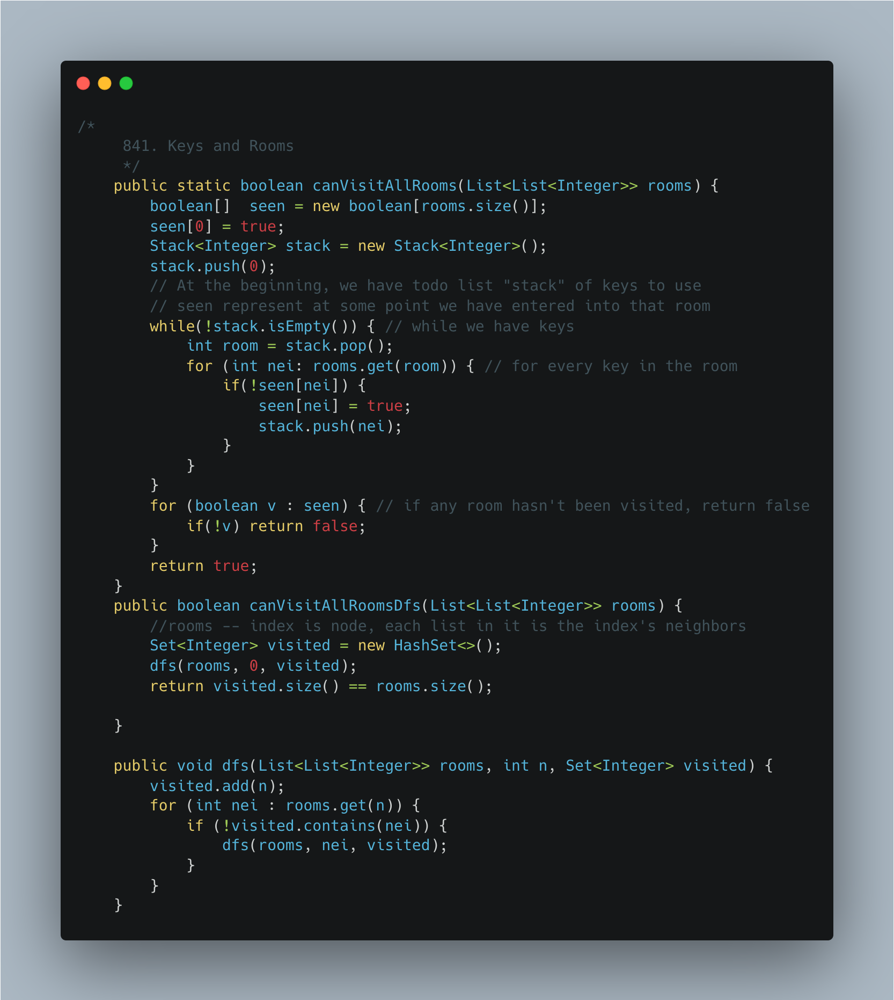 /*
     841. Keys and Rooms
     */
    public static boolean canVisitAllRooms(List<List<Integer>> rooms) {
        boolean[]  seen = new boolean[rooms.size()];
        seen[0] = true;
        Stack<Integer> stack = new Stack<Integer>();
        stack.push(0);
        // At the beginning, we have todo list "stack" of keys to use
        // seen represent at some point we have entered into that room
        while(!stack.isEmpty()) { // while we have keys
            int room = stack.pop();
            for (int nei: rooms.get(room)) { // for every key in the room
                if(!seen[nei]) {
                    seen[nei] = true;
                    stack.push(nei);
                }
            }
        }
        for (boolean v : seen) { // if any room hasn't been visited, return false
            if(!v) return false;
        }
        return true;
    }
    public boolean canVisitAllRoomsDfs(List<List<Integer>> rooms) {
        //rooms -- index is node, each list in it is the index's neighbors
        Set<Integer> visited = new HashSet<>();
        dfs(rooms, 0, visited);
        return visited.size() == rooms.size();

    }

    public void dfs(List<List<Integer>> rooms, int n, Set<Integer> visited) {
        visited.add(n);
        for (int nei : rooms.get(n)) {
            if (!visited.contains(nei)) {
                dfs(rooms, nei, visited);
            }
        }
    }